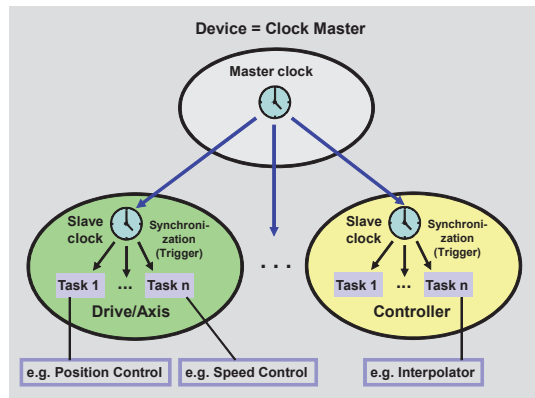 Device = Clock Master
Master clock
Slave
clock
Synchroni-
zation
(Trigger)
Task 1
...
Task n
Drive/Axis
. . .
Slave
clock
Synchroni-
zation
(Trigger)
Task 1
...
Task n
Controller
e.g. Position Control
e.g. Speed Control
e.g. Interpolator